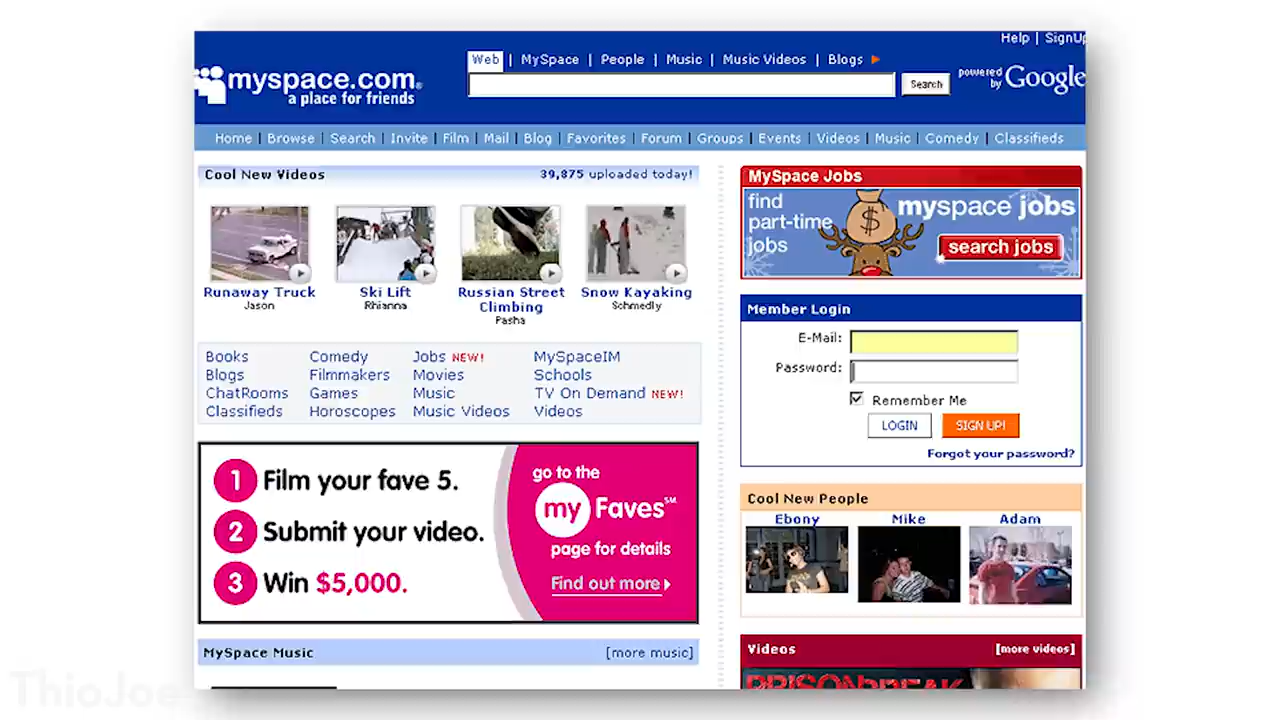 Help | SignUp
Web | MySpace | People | Music | Music Videos | Blogs
myspace.com®
a place for friends
Search
powered by Google
Home | Browse | Search | Invite | Film | Mail | Blog | Favorites | Forum | Groups | Events | Videos | Music | Comedy | Classifieds
Cool New Videos 39,875 uploaded today!
Runaway Truck
Jason
Ski Lift
Rhianna
Russian Street
Climbing
Pasha
Snow Kayaking
Schmedly
Books Comedy Jobs NEW! MySpaceIM
Blogs Filmmakers Movies Schools
ChatRooms Games Music TV On Demand NEW!
Classifieds Horoscopes Music Videos Videos
1 Film your fave 5.
2 Submit your video.
3 Win $5,000.
go to the
my Faves℠
page for details
Find out more
MySpace Music [more music]
MySpace Jobs
find
part-time
jobs
$
myspace jobs
search jobs
Member Login
E-Mail:
Password:
Remember Me
LOGIN SIGN UP!
Forgot your password?
Cool New People
Ebony Mike Adam
Videos [more videos]
PRISON BREAK
ThioJoe